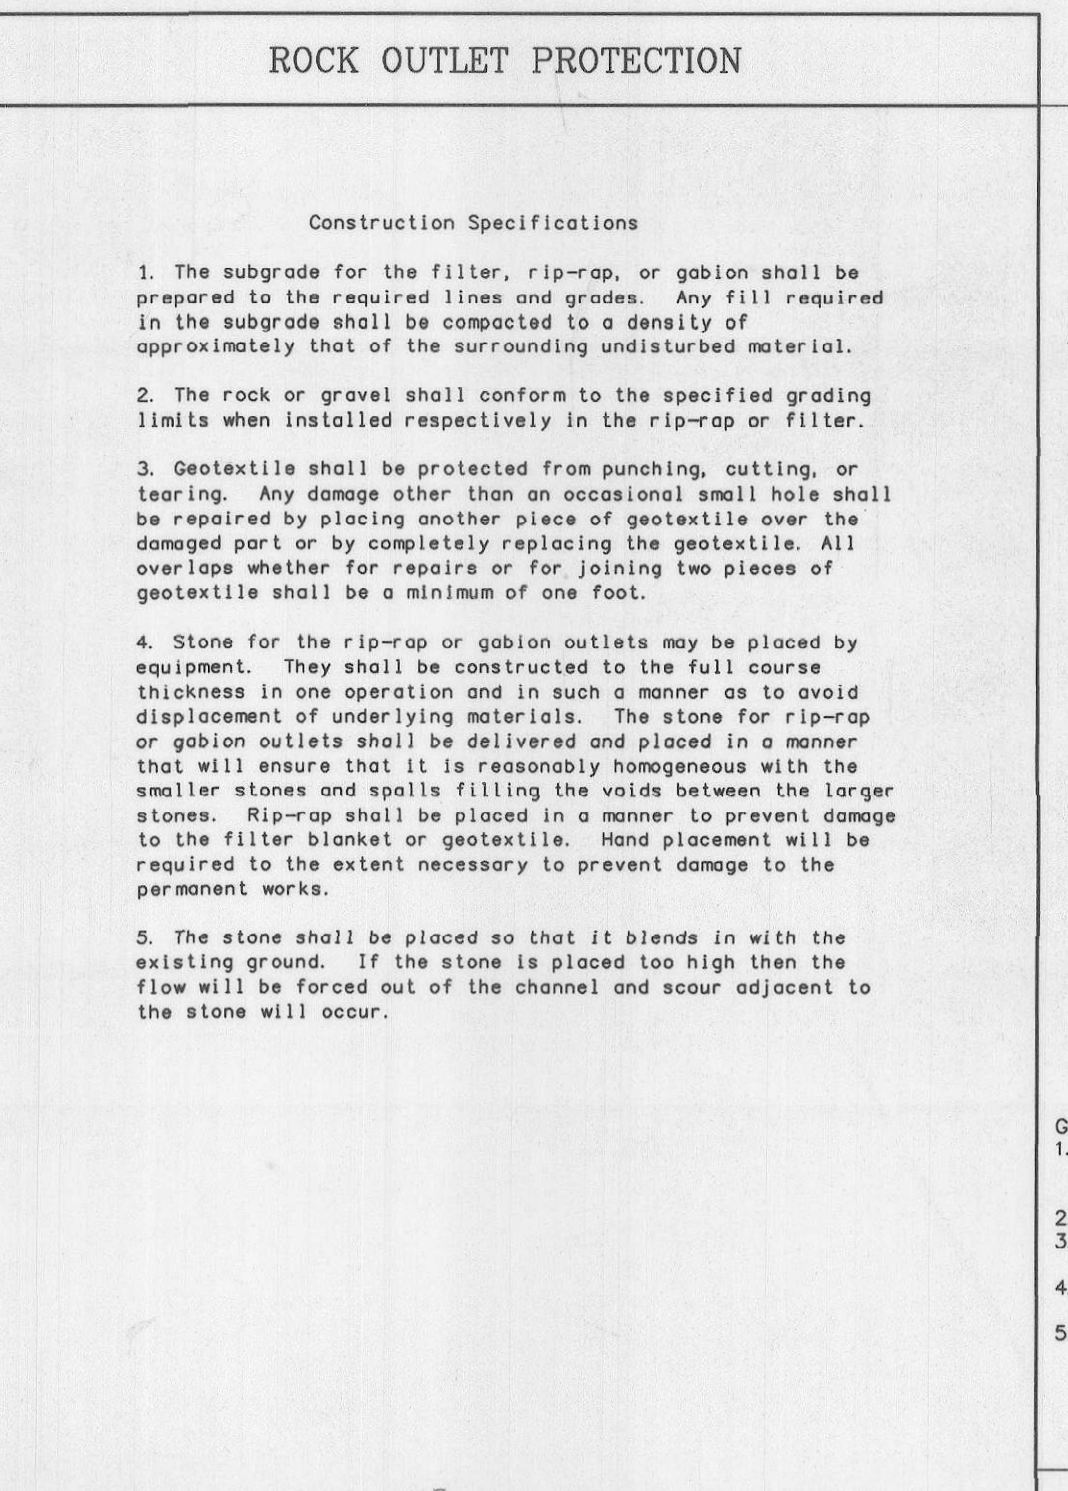 ROCK OUTLET PROTECTION
Construction Specifications
1. The subgrade for the filter, rip-rap, or gabion shall be
prepared to the required lines and grades. Any fill required
in the subgrade shall be compacted to a density of
approximately that of the surrounding undisturbed material.
2. The rock or gravel shall conform to the specified grading
limits when installed respectively in the rip-rap or filter.
3. Geotextile shall be protected from punching, cutting, or
tearing. Any damage other than an occasional small hole shall
be repaired by placing another piece of geotextile over the
damaged part or by completely replacing the geotextile. All
overlaps whether for repairs or for joining two pieces of
geotextile shall be a minimum of one foot.
4. Stone for the rip-rap or gabion outlets may be placed by
equipment. They shall be constructed to the full course
thickness in one operation and in such a manner as to avoid
displacement of underlying materials. The stone for rip-rap
or gabion outlets shall be delivered and placed in a manner
that will ensure that it is reasonably homogeneous with the
smaller stones and spalls filling the voids between the larger
stones. Rip-rap shall be placed in a manner to prevent damage
to the filter blanket or geotextile. Hand placement will be
required to the extent necessary to prevent damage to the
permanent works.
5. The stone shall be placed so that it blends in with the
existing ground. If the stone is placed too high then the
flow will be forced out of the channel and scour adjacent to
the stone will occur.
G
1.
2
3
4
5